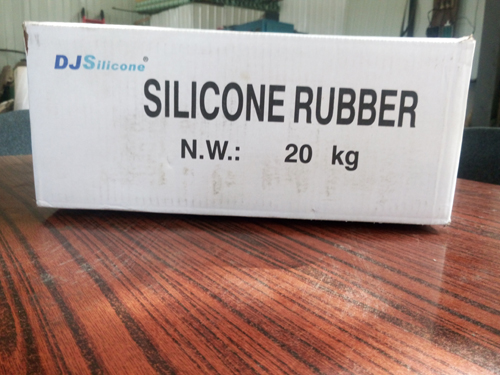 DJSilicone®
SILICONE RUBBER
N.W.: 20 kg